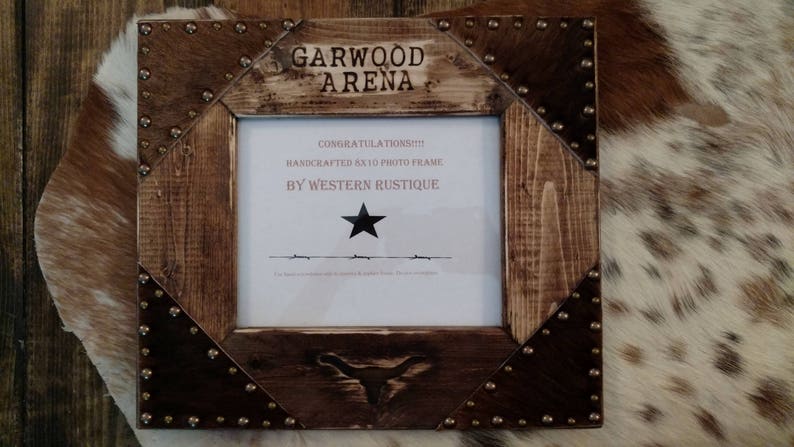 GARWOOD
ARENA
CONGRATULATIONS!!!!
HANDCRAFTED 8X10 PHOTO FRAME
BY WESTERN RUSTIQUE